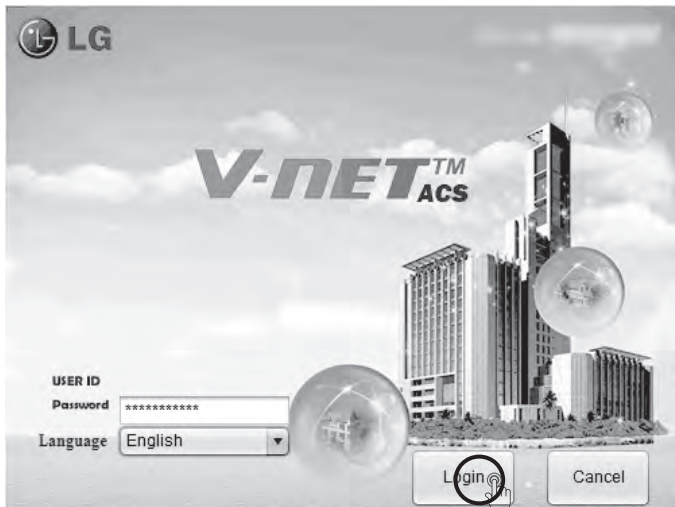 LG
V-NET™
ACS
USER ID
Password ***********
Language English
Login Cancel